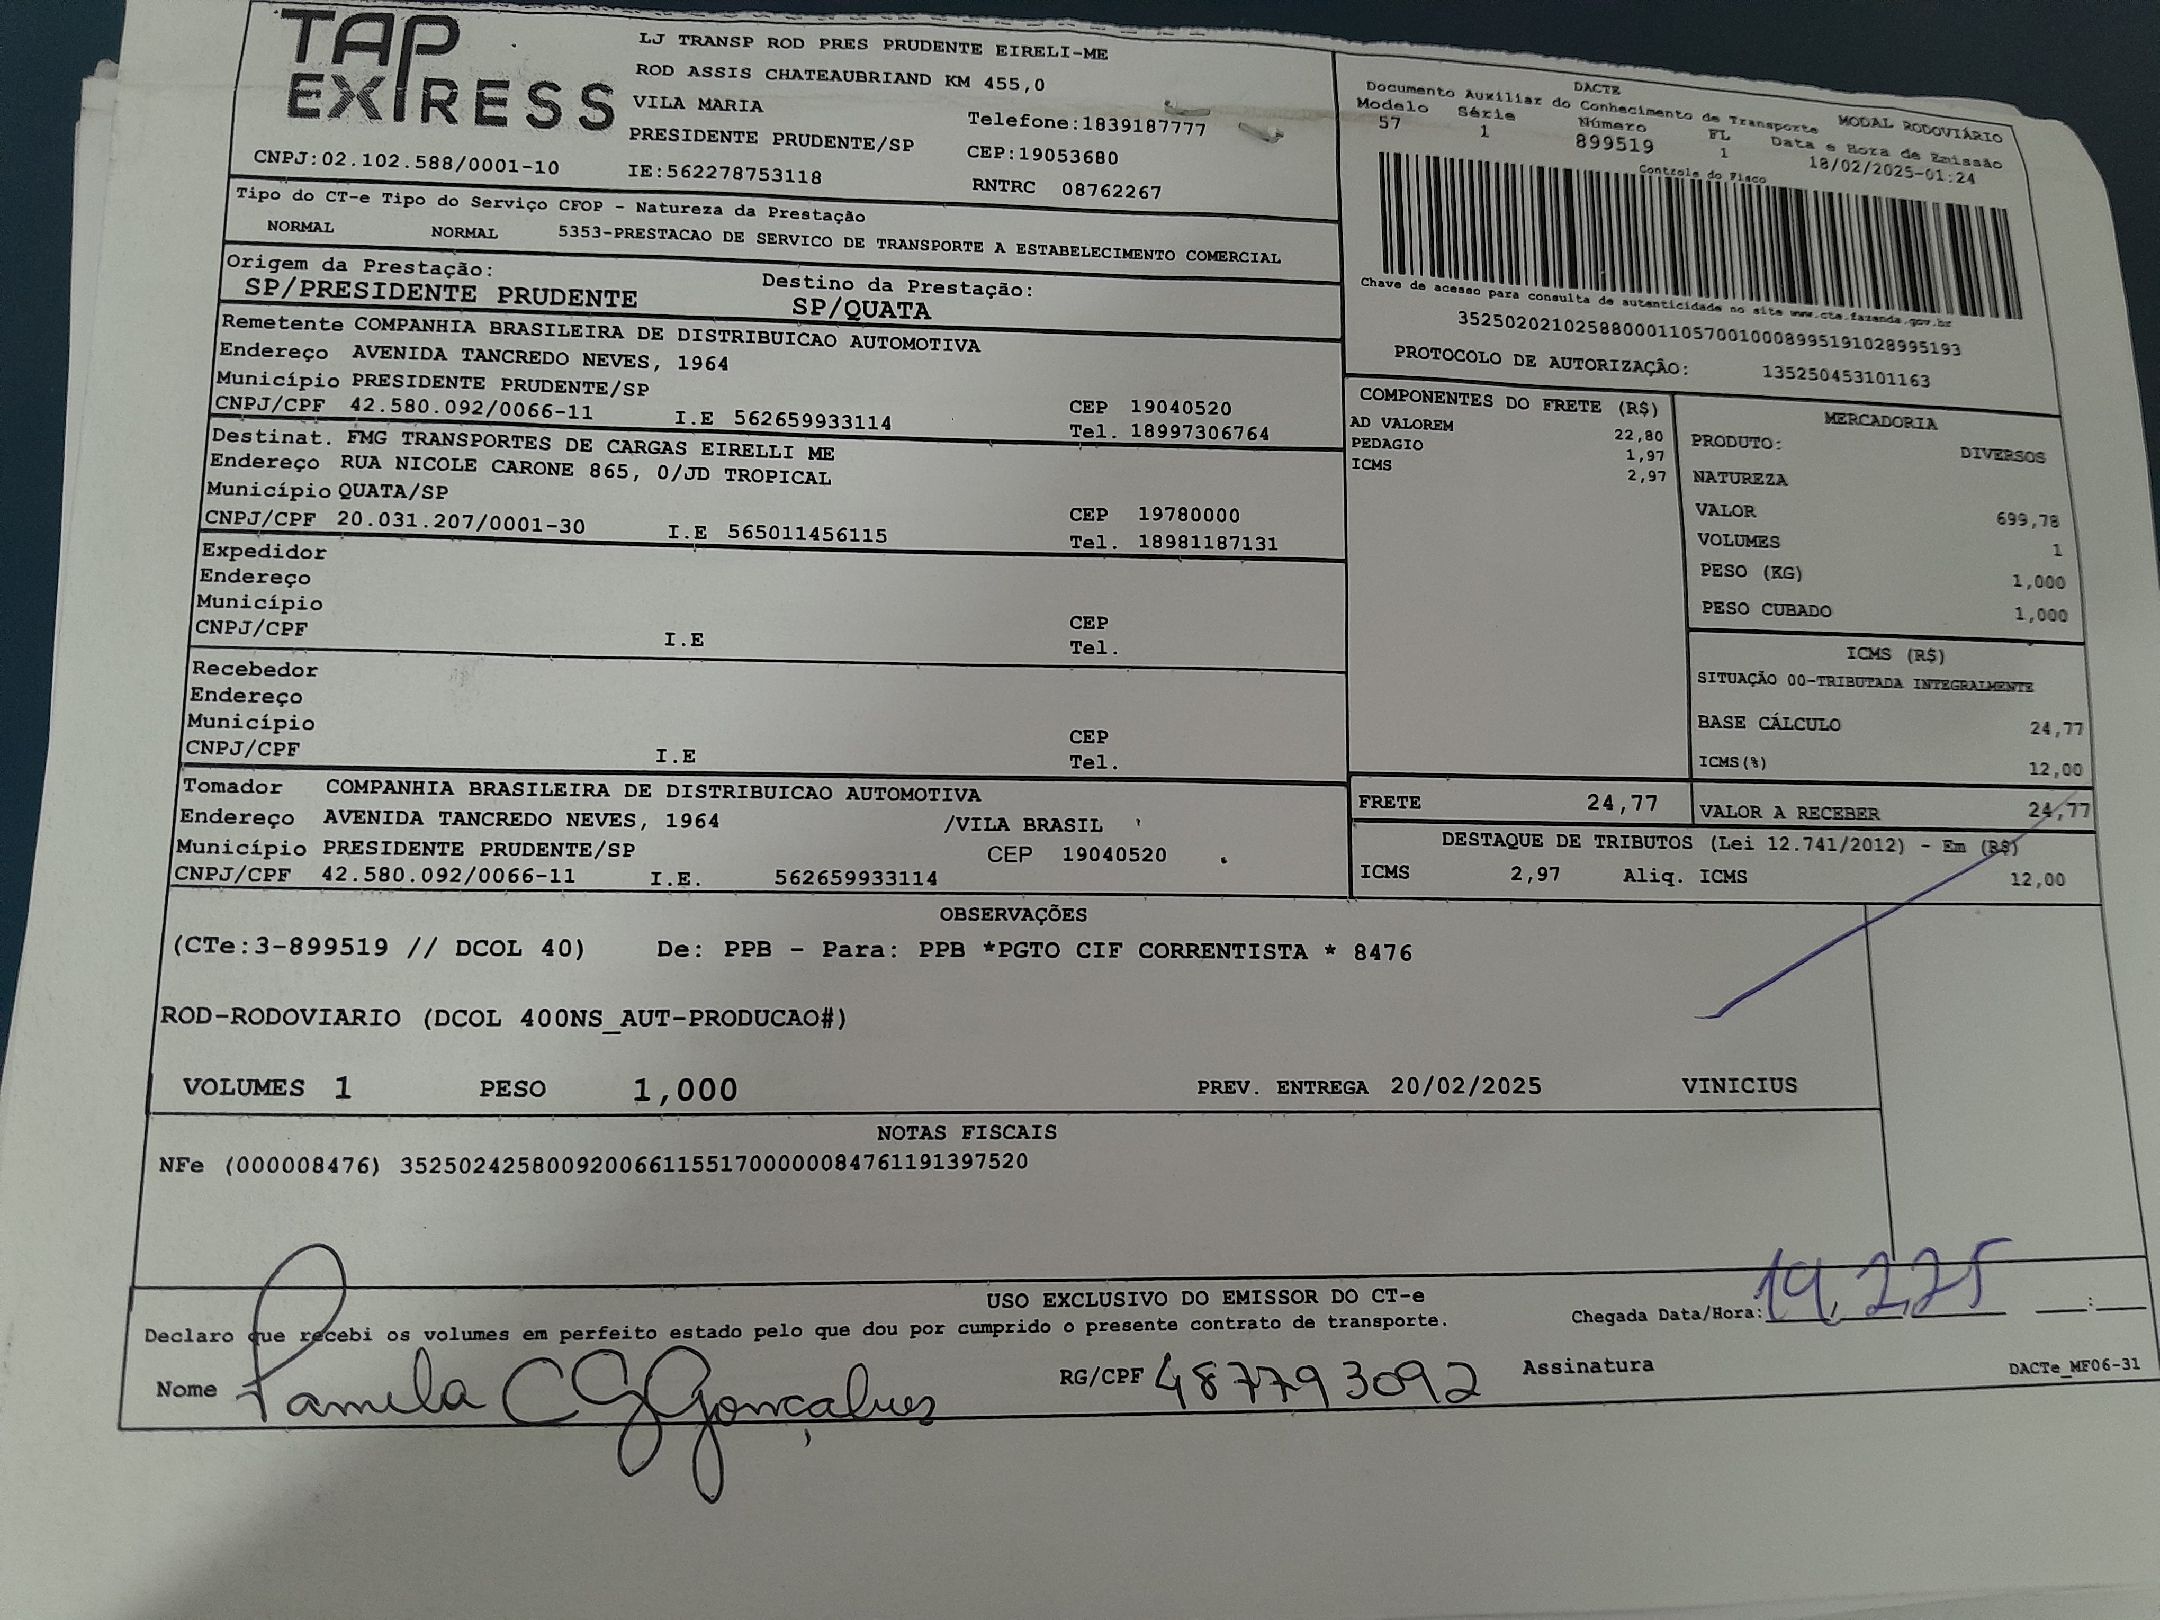 TAP EXPRESS
LJ TRANSP ROD PRES PRUDENTE EIRELI-ME
ROD ASSIS CHATEAUBRIAND KM 455,0
VILA MARIA
Telefone:1839187777
PRESIDENTE PRUDENTE/SP
CEP:19053680
CNPJ:02.102.588/0001-10
IE:562278753118
RNTRC 08762267
DACTE
Documento Auxiliar do Conhecimento de Transporte
MODAL RODOVIÁRIO
Modelo Série Número FL Data e Hora de Emissão
57 1 899519 1 18/02/2025-01:24
Controle do Fisco
Chave de acesso para consulta de autenticidade no site www.cte.fazenda.gov.br
35250202102588000110570010008995191028995193
PROTOCOLO DE AUTORIZAÇÃO: 135250453101163
Tipo do CT-e Tipo do Serviço CFOP - Natureza da Prestação
NORMAL NORMAL 5353-PRESTACAO DE SERVICO DE TRANSPORTE A ESTABELECIMENTO COMERCIAL
Origem da Prestação: Destino da Prestação:
SP/PRESIDENTE PRUDENTE SP/QUATA
Remetente COMPANHIA BRASILEIRA DE DISTRIBUICAO AUTOMOTIVA
Endereço AVENIDA TANCREDO NEVES, 1964
Município PRESIDENTE PRUDENTE/SP CEP 19040520
CNPJ/CPF 42.580.092/0066-11 I.E 562659933114 Tel. 18997306764
Destinat. FMG TRANSPORTES DE CARGAS EIRELLI ME
Endereço RUA NICOLE CARONE 865, 0/JD TROPICAL
Município QUATA/SP CEP 19780000
CNPJ/CPF 20.031.207/0001-30 I.E 565011456115 Tel. 18981187131
Expedidor
Endereço
Município CEP
CNPJ/CPF I.E Tel.
Recebedor
Endereço
Município CEP
CNPJ/CPF I.E Tel.
Tomador COMPANHIA BRASILEIRA DE DISTRIBUICAO AUTOMOTIVA
Endereço AVENIDA TANCREDO NEVES, 1964 /VILA BRASIL
Município PRESIDENTE PRUDENTE/SP CEP 19040520
CNPJ/CPF 42.580.092/0066-11 I.E. 562659933114
COMPONENTES DO FRETE (R$)
AD VALOREM 22,80
PEDAGIO 1,97
ICMS 2,97
MERCADORIA
PRODUTO: DIVERSOS
NATUREZA
VALOR 699,78
VOLUMES 1
PESO (KG) 1,000
PESO CUBADO 1,000
ICMS (R$)
SITUAÇÃO 00-TRIBUTADA INTEGRALMENTE
BASE CÁLCULO 24,77
ICMS(%) 12,00
FRETE 24,77 VALOR A RECEBER 24,77
DESTAQUE DE TRIBUTOS (Lei 12.741/2012) - Em (R$)
ICMS 2,97 Aliq. ICMS 12,00
OBSERVAÇÕES
(CTe:3-899519 // DCOL 40) De: PPB - Para: PPB *PGTO CIF CORRENTISTA * 8476
ROD-RODOVIARIO (DCOL 400NS_AUT-PRODUCAO#)
VOLUMES 1 PESO 1,000 PREV. ENTREGA 20/02/2025 VINICIUS
NOTAS FISCAIS
NFe (000008476) 35250242580092006611551700000084761191397520
USO EXCLUSIVO DO EMISSOR DO CT-e
Declaro que recebi os volumes em perfeito estado pelo que dou por cumprido o presente contrato de transporte.
Chegada Data/Hora: 19,2,25 __:__
Nome Pamela CG Gonçalves RG/CPF 487793092 Assinatura
DACTe_MF06-31